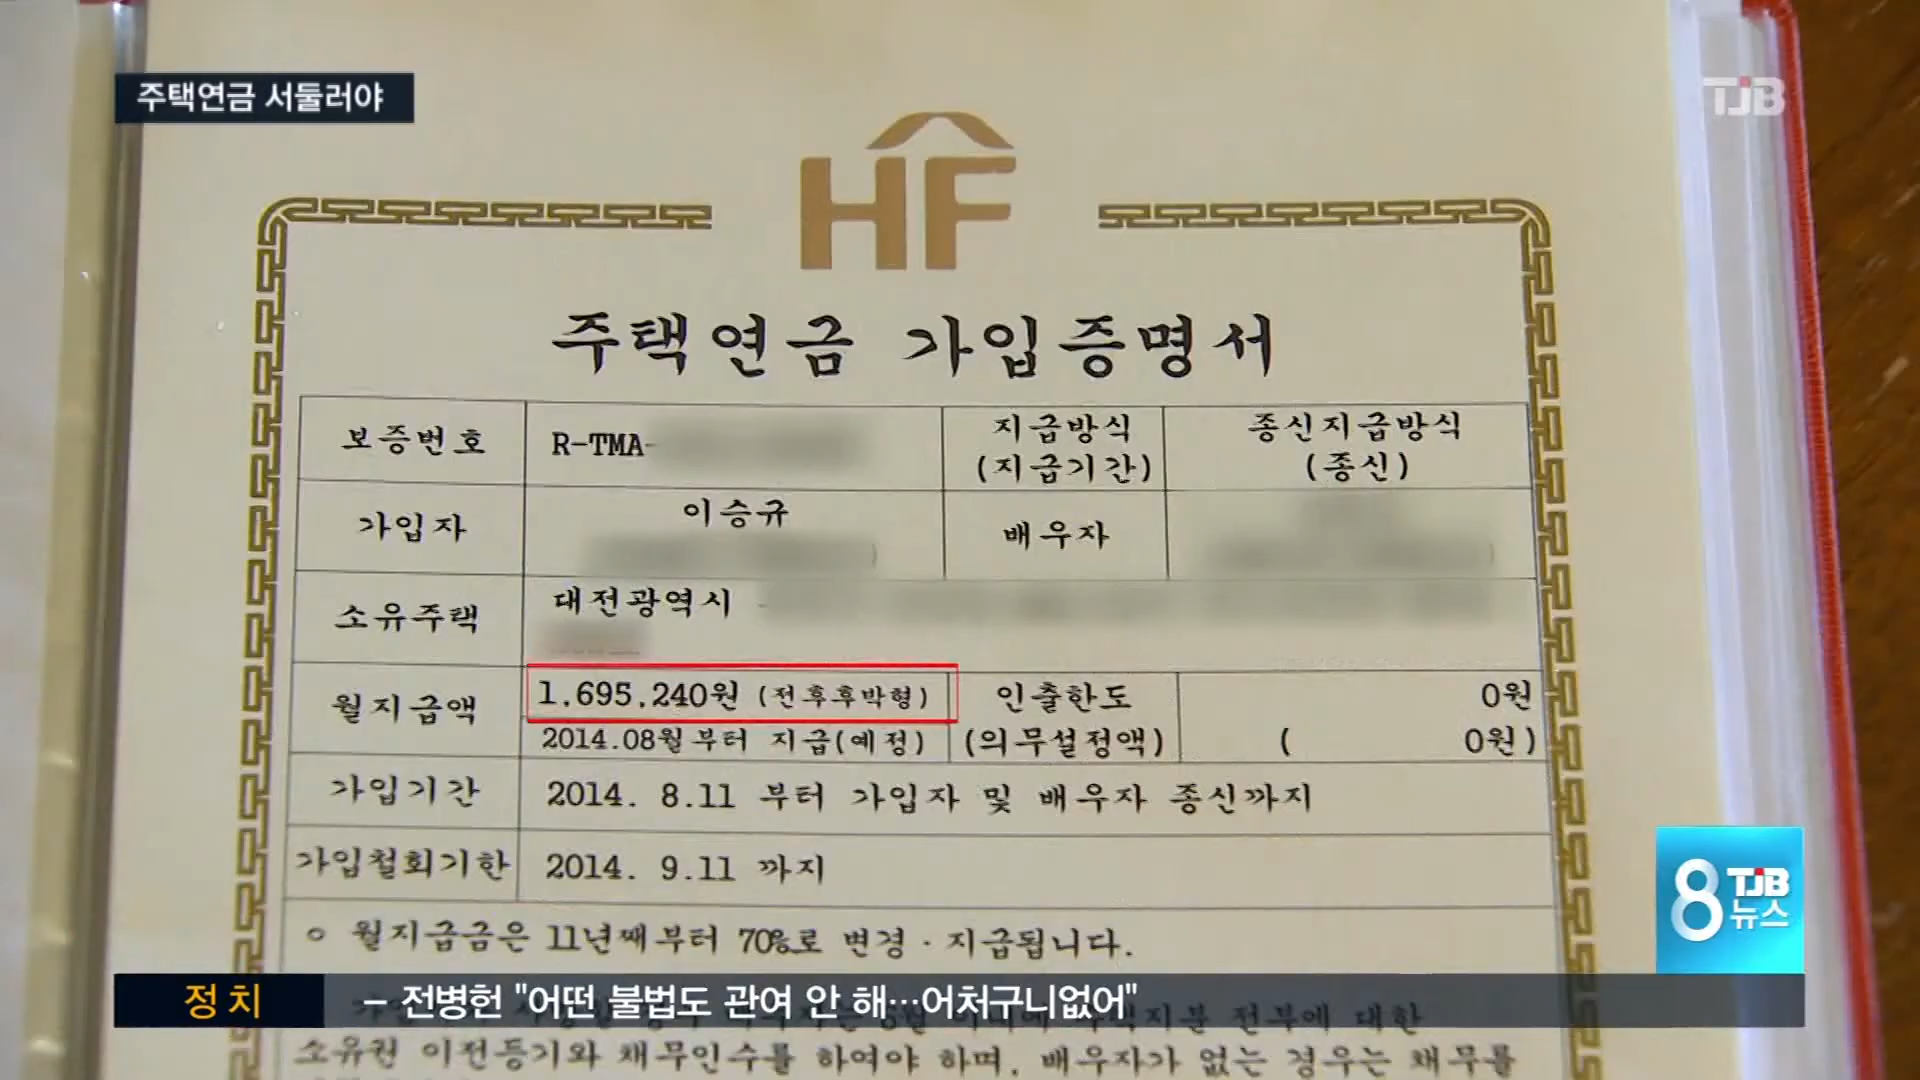 주택연금 서둘러야
TJB
HF
주택연금 가입증명서
보증번호 R-TMA- 지급방식 (지급기간) 종신지급방식 (종신)
가입자 이승규 배우자
소유주택 대전광역시
월지급액 1,695,240원 (전후후박형) 인출한도 0원
2014.08월부터 지급(예정) (의무설정액) ( 0원)
가입기간 2014. 8.11 부터 가입자 및 배우자 종신까지
가입철회기한 2014. 9.11 까지
○ 월지급금은 11년째부터 70%로 변경·지급됩니다.
8 TJB 뉴스
정치 - 전병헌 "어떤 불법도 관여 안 해…어처구니없어"
전부에 대한
소유권 이전등기와 채무인수를 하여야 하며, 배우자가 없는 경우는 채무를